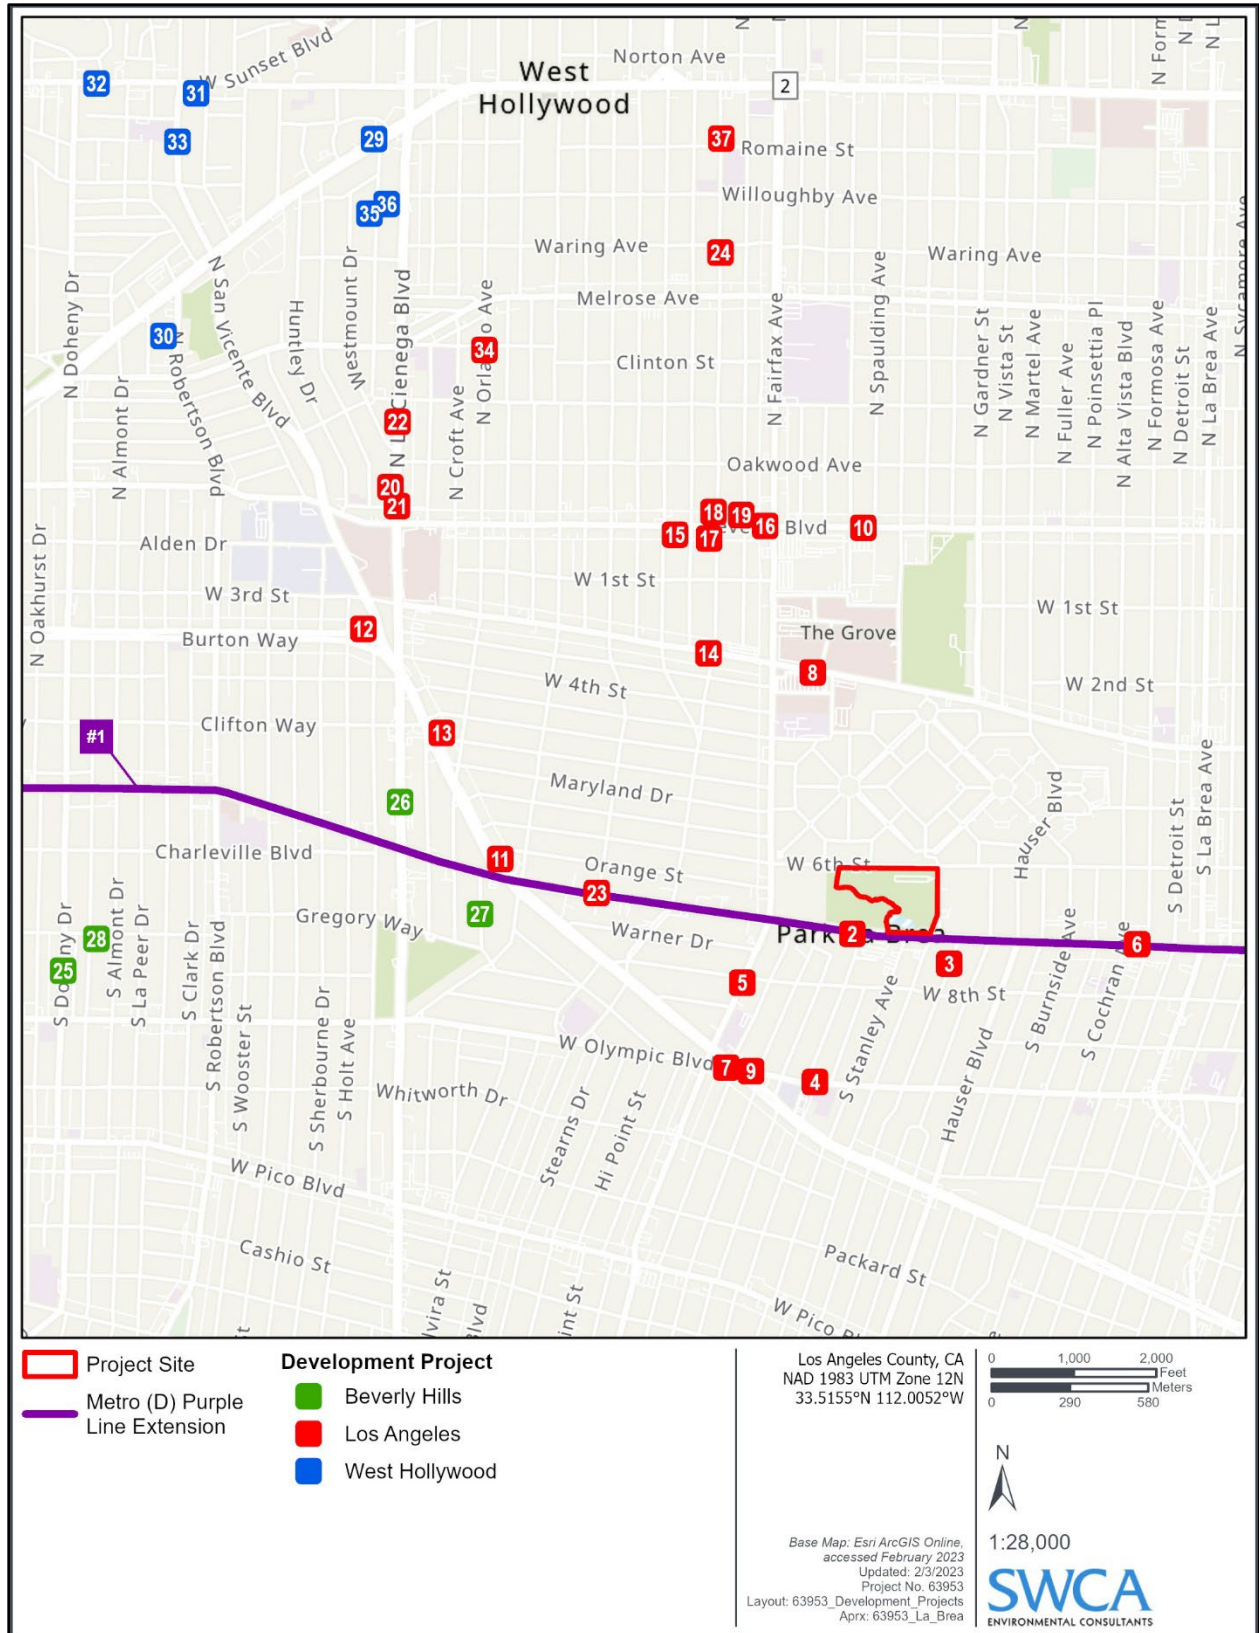 Norton Ave
W Sunset Blvd
West
Hollywood
2
32
31
33
29
37
Romaine St
Willoughby Ave
36
35
Waring Ave
24
Waring Ave
Melrose Ave
N Sycamore Ave
N Doheny Dr
N San Vicente Blvd
Huntley Dr
Westmount Dr
Cienega Blvd
N Fairfax Ave
N Spaulding Ave
30
N Robertson Blvd
34
Clinton St
N Gardner St
N Vista St
N Martel Ave
N Fuller Ave
N Poinsettia Pl
Alta Vista Blvd
N Formosa Ave
N Detroit St
N La Brea Ave
N Almont Dr
22
N Croft Ave
Oakwood Ave
20
21
18
19
16
10
15
17
Blvd
N Oakhurst Dr
Alden Dr
W 1st St
W 3rd St
W 1st St
12
Burton Way
The Grove
14
8
W 4th St
W 2nd St
Clifton Way
#1
13
Maryland Dr
Hauser Blvd
S La Brea Ave
26
Charleville Blvd
11
Orange St
W 6th St
S Detroit St
23
27
Gregory Way
Warner Dr
2
6
28
25
S Almont Dr
S La Peer Dr
S Clark Dr
S Robertson Blvd
S Wooster St
S Sherbourne Dr
S Holt Ave
3
5
W 8th St
S Stanley Ave
S Burnside Ave
W Olympic Blvd
7
9
4
Whitworth Dr
Hauser Blvd
Stearns Dr
Hi Point St
W Pico Blvd
Cashio St
Packard St
W Pico
Project Site
Metro (D) Purple
Line Extension
Development Project
Beverly Hills
Los Angeles
West Hollywood
Los Angeles County, CA
NAD 1983 UTM Zone 12N
33.5155°N 112.0052°W
0 1,000 2,000
Feet
Meters
0 290 580
N
1:28,000
Base Map: Esri ArcGIS Online,
accessed February 2023
Updated: 2/3/2023
Project No. 63953
Layout: 63953_Development_Projects
Aprx: 63953_La_Brea
SWCA
ENVIRONMENTAL CONSULTANTS